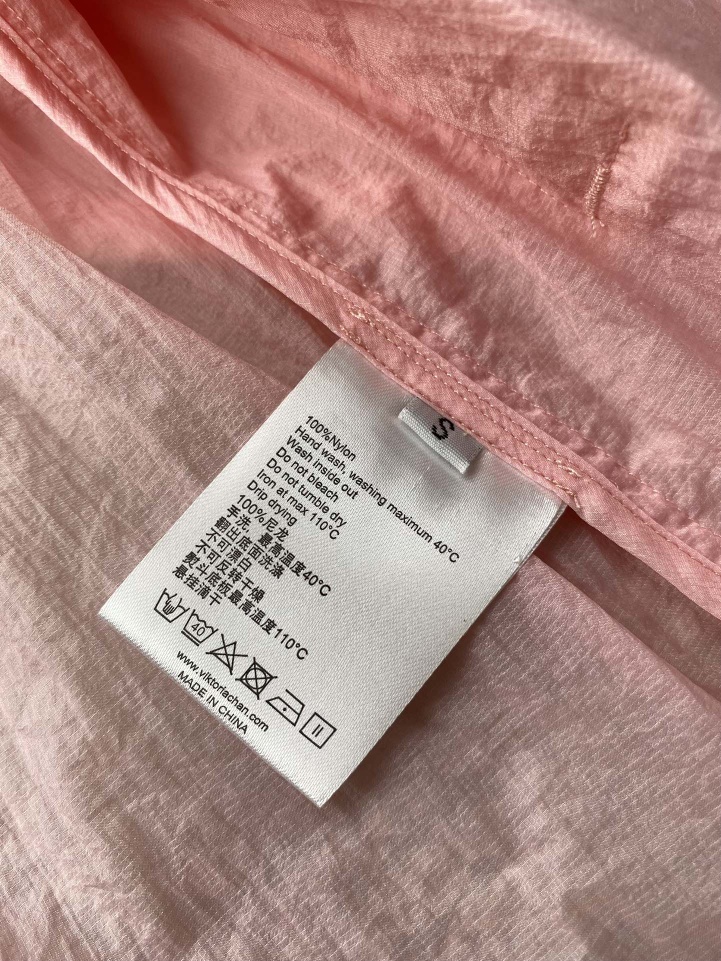 S
100%Nylon
Hand wash, washing maximum 40°C
Wash inside out
Do not bleach
Do not tumble dry
Iron at max 110°C
Drip drying
100%尼龙
手洗, 最高温度40°C
翻出底面洗涤
不可漂白
不可反转干燥
熨斗底板最高温度110°C
悬挂滴干
40
www.viktoriachan.com
MADE IN CHINA